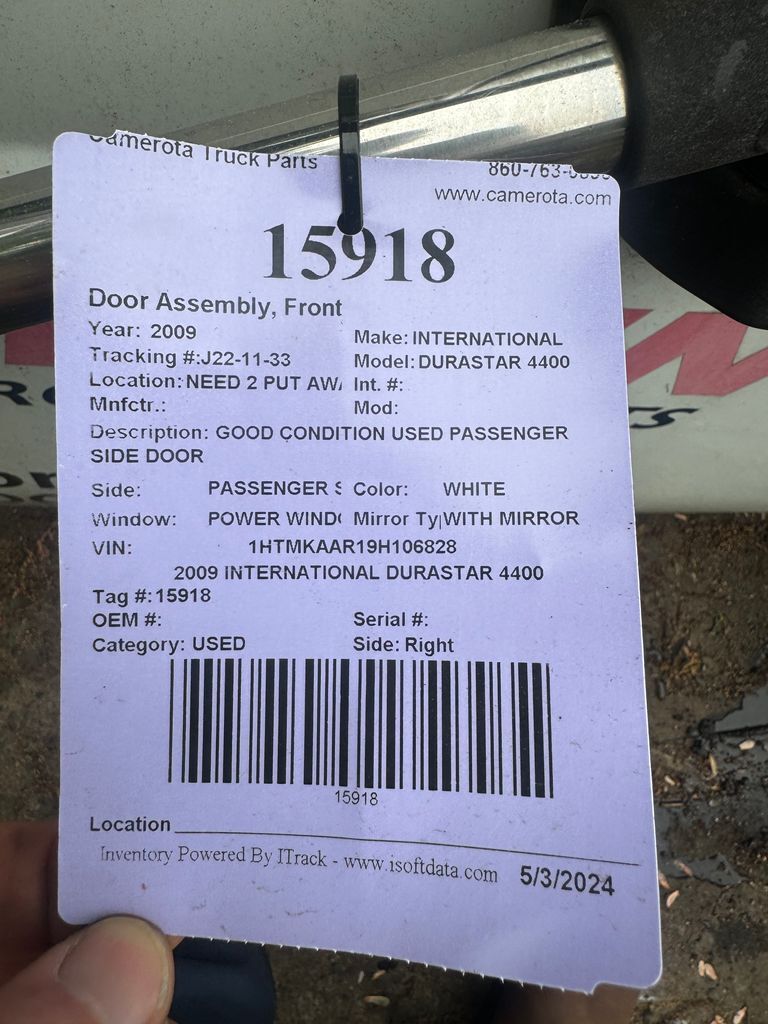 Camerota Truck Parts
860-763-
www.camerota.com
15918
Door Assembly, Front
Year: 2009
Make: INTERNATIONAL
Tracking #:J22-11-33
Model: DURASTAR 4400
Location: NEED 2 PUT AW
Int. #:
Mnfctr.:
Mod:
Description: GOOD CONDITION USED PASSENGER
SIDE DOOR
Side: PASSENGER S
Color: WHITE
Window: POWER WIND
Mirror Ty WITH MIRROR
VIN: 1HTMKAAR19H106828
2009 INTERNATIONAL DURASTAR 4400
Tag #:15918
OEM #:
Serial #:
Category: USED
Side: Right
15918
Location
Inventory Powered By ITrack - www.isoftdata.com
5/3/2024